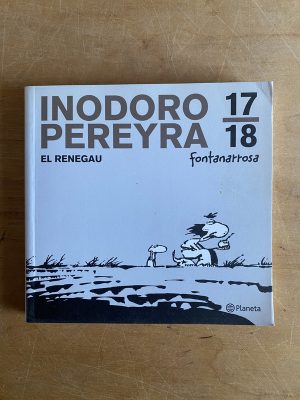 INODORO 17
PEREYRA 18
EL RENEGAU fontanarrosa
Planeta